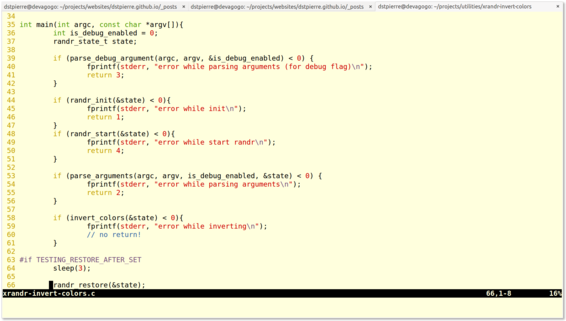 dstpierre@devagogo: ~/projects/websites/dstpierre.github.io/_posts × dstpierre@devagogo: ~/projects/websites/dstpierre.github.io/_posts × dstpierre@devagogo: ~/projects/utilities/xrandr-invert-colors ×
34
35 int main(int argc, const char *argv[]){
36         int is_debug_enabled = 0;
37         randr_state_t state;
38
39         if (parse_debug_argument(argc, argv, &is_debug_enabled) < 0) {
40                 fprintf(stderr, "error while parsing arguments (for debug flag)\n");
41                 return 3;
42         }
43
44         if (randr_init(&state) < 0){
45                 fprintf(stderr, "error while init\n");
46                 return 1;
47         }
48         if (randr_start(&state) < 0){
49                 fprintf(stderr, "error while start randr\n");
50                 return 4;
51         }
52
53         if (parse_arguments(argc, argv, is_debug_enabled, &state) < 0) {
54                 fprintf(stderr, "error while parsing arguments\n");
55                 return 2;
56         }
57
58         if (invert_colors(&state) < 0){
59                 fprintf(stderr, "error while inverting\n");
60                 // no return!
61         }
62
63 #if TESTING_RESTORE_AFTER_SET
64         sleep(3);
65
66         randr_restore(&state);
xrandr-invert-colors.c 66,1-8 16%